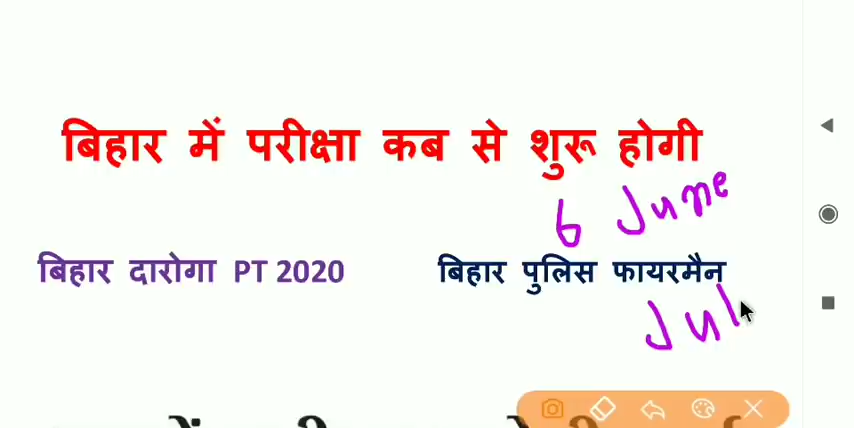 बिहार में परीक्षा कब से शुरू होगी
6 June
बिहार दारोगा PT 2020 बिहार पुलिस फायरमैन
Jul